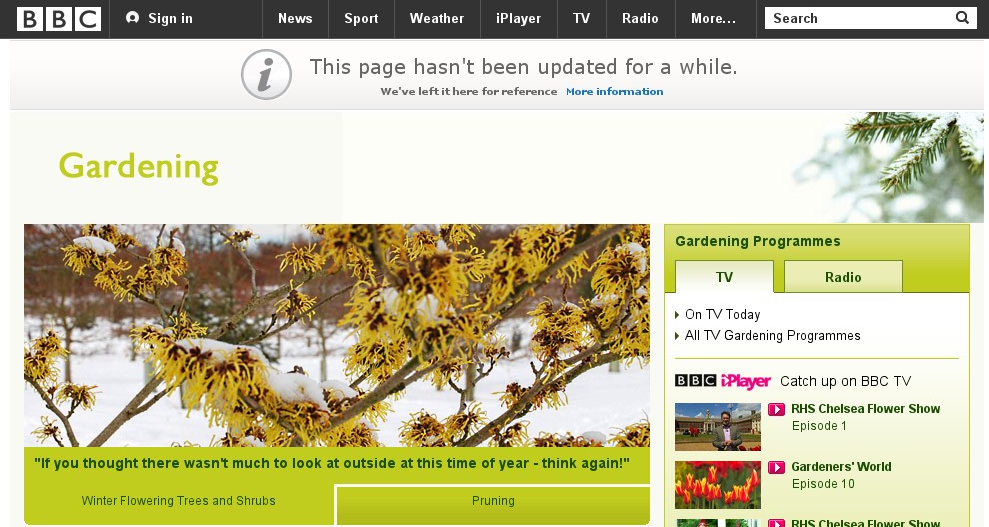 BBC Sign in News Sport Weather iPlayer TV Radio More... Search
This page hasn't been updated for a while.
We've left it here for reference More information
Gardening
"If you thought there wasn't much to look at outside at this time of year - think again!"
Winter Flowering Trees and Shrubs Pruning
Gardening Programmes
TV Radio
On TV Today
All TV Gardening Programmes
BBC iPlayer Catch up on BBC TV
RHS Chelsea Flower Show
Episode 1
Gardeners' World
Episode 10
RHS Chelsea Flower Show